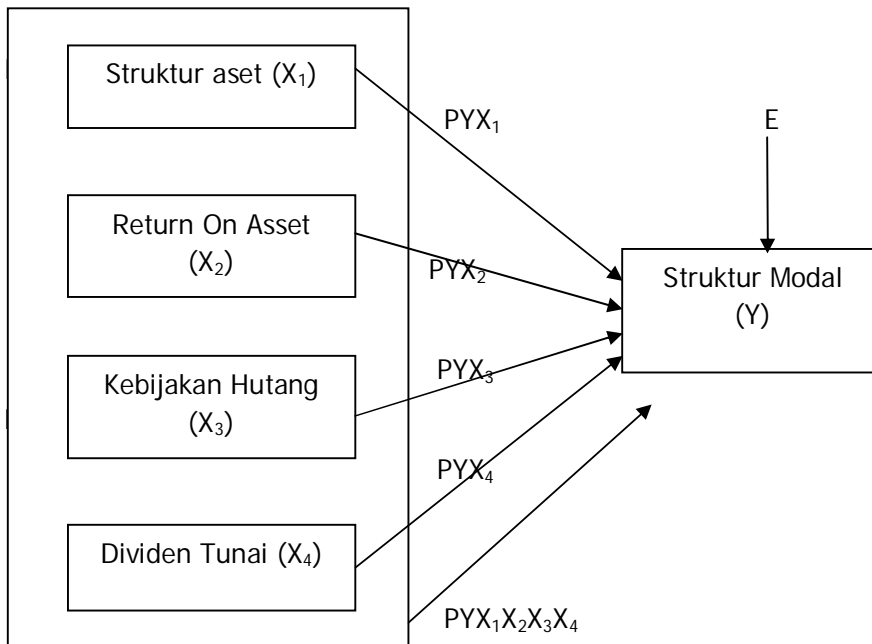 Struktur aset (X₁)
PYX₁
E
Return On Asset
(X₂)
PYX₂
Struktur Modal
(Y)
Kebijakan Hutang
(X₃)
PYX₃
PYX₄
Dividen Tunai (X₄)
PYX₁X₂X₃X₄